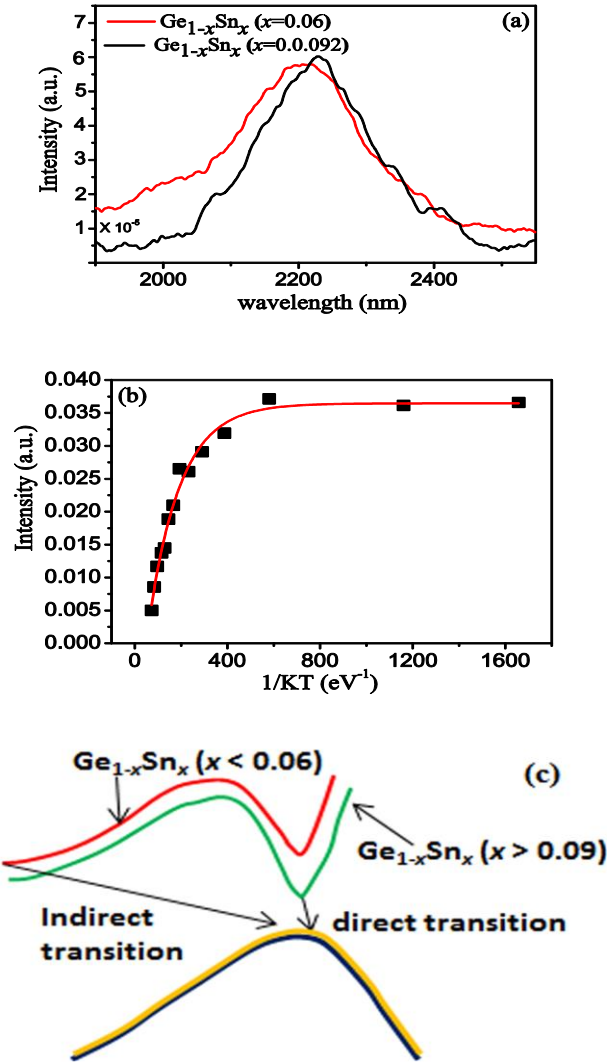 (a)
Ge1-xSnx (x=0.06)
Ge1-xSnx (x=0.0.092)
7
6
5
4
3
2
1
Intensity (a.u.)
X 10-5
2000 2200 2400
wavelength (nm)
(b)
0.040
0.035
0.030
0.025
0.020
0.015
0.010
0.005
0.000
Intensity (a.u.)
0 400 800 1200 1600
1/KT (eV-1)
Ge1-xSnx (x < 0.06)
(c)
Ge1-xSnx (x > 0.09)
Indirect
transition
direct transition